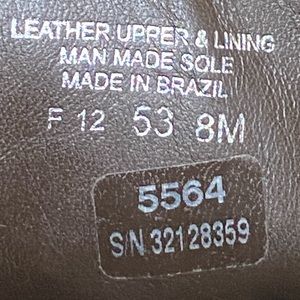 LEATHER UPPER & LINING
MAN MADE SOLE
MADE IN BRAZIL
F 12 53 8M
5564
S/N 32128359